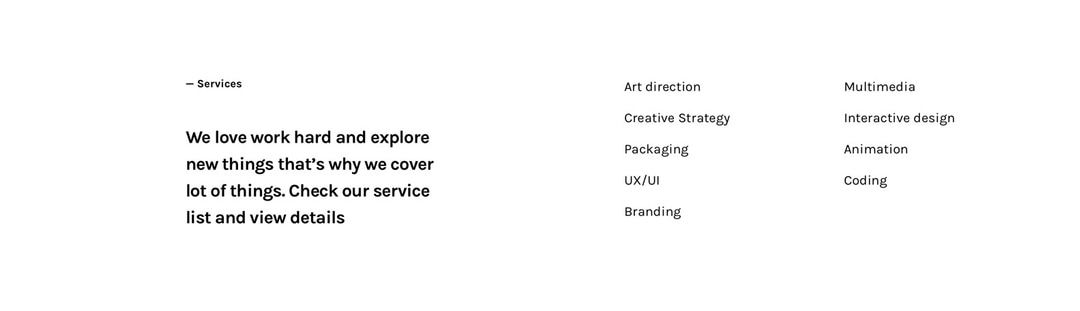 — Services
We love work hard and explore
new things that’s why we cover
lot of things. Check our service
list and view details
Art direction
Creative Strategy
Packaging
UX/UI
Branding
Multimedia
Interactive design
Animation
Coding